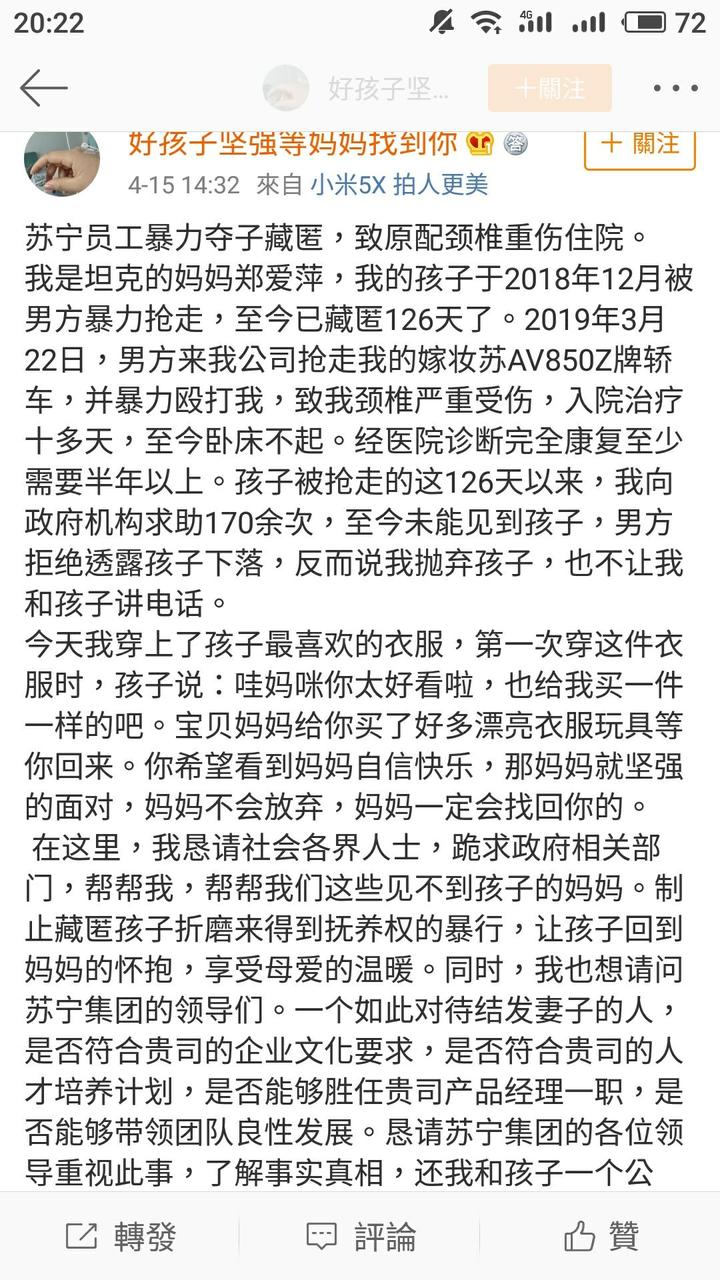 20:22
4G
72
好孩子坚...
＋關注
好孩子坚强等妈妈找到你
答
＋ 關注
4-15 14:32 來自 小米5X 拍人更美
苏宁员工暴力夺子藏匿，致原配颈椎重伤住院。
我是坦克的妈妈郑爱萍，我的孩子于2018年12月被
男方暴力抢走，至今已藏匿126天了。2019年3月
22日，男方来我公司抢走我的嫁妆苏AV850Z牌轿
车，并暴力殴打我，致我颈椎严重受伤，入院治疗
十多天，至今卧床不起。经医院诊断完全康复至少
需要半年以上。孩子被抢走的这126天以来，我向
政府机构求助170余次，至今未能见到孩子，男方
拒绝透露孩子下落，反而说我抛弃孩子，也不让我
和孩子讲电话。
今天我穿上了孩子最喜欢的衣服，第一次穿这件衣
服时，孩子说：哇妈咪你太好看啦，也给我买一件
一样的吧。宝贝妈妈给你买了好多漂亮衣服玩具等
你回来。你希望看到妈妈自信快乐，那妈妈就坚强
的面对，妈妈不会放弃，妈妈一定会找回你的。
在这里，我恳请社会各界人士，跪求政府相关部
门，帮帮我，帮帮我们这些见不到孩子的妈妈。制
止藏匿孩子折磨来得到抚养权的暴行，让孩子回到
妈妈的怀抱，享受母爱的温暖。同时，我也想请问
苏宁集团的领导们。一个如此对待结发妻子的人，
是否符合贵司的企业文化要求，是否符合贵司的人
才培养计划，是否能够胜任贵司产品经理一职，是
否能够带领团队良性发展。恳请苏宁集团的各位领
导重视此事，了解事实真相，还我和孩子一个公
轉發
評論
贊